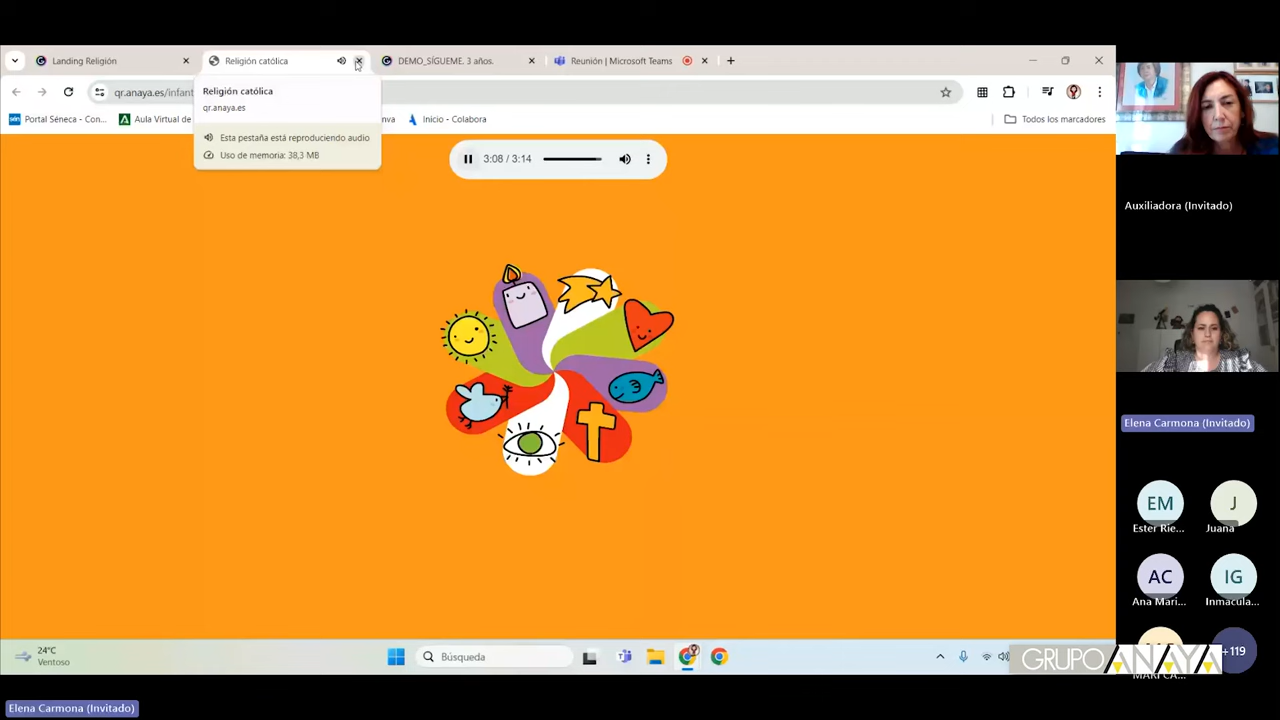 Landing Religión
Religión católica
DEMO_SÍGUEME. 3 años.
Reunión | Microsoft Teams
qr.anaya.es/infant
Religión católica
qr.anaya.es
Esta pestaña está reproduciendo audio
Uso de memoria: 38,3 MB
Portal Séneca - Con...
Aula Virtual de
nva
Inicio - Colabora
Todos los marcadores
3:08 / 3:14
Auxiliadora (Invitado)
Elena Carmona (Invitado)
EM
J
Ester Rie...
Juana
AC
IG
Ana Mari...
Inmacula...
+119
24°C
Ventoso
Búsqueda
GRUPO ANAYA
Elena Carmona (Invitado)